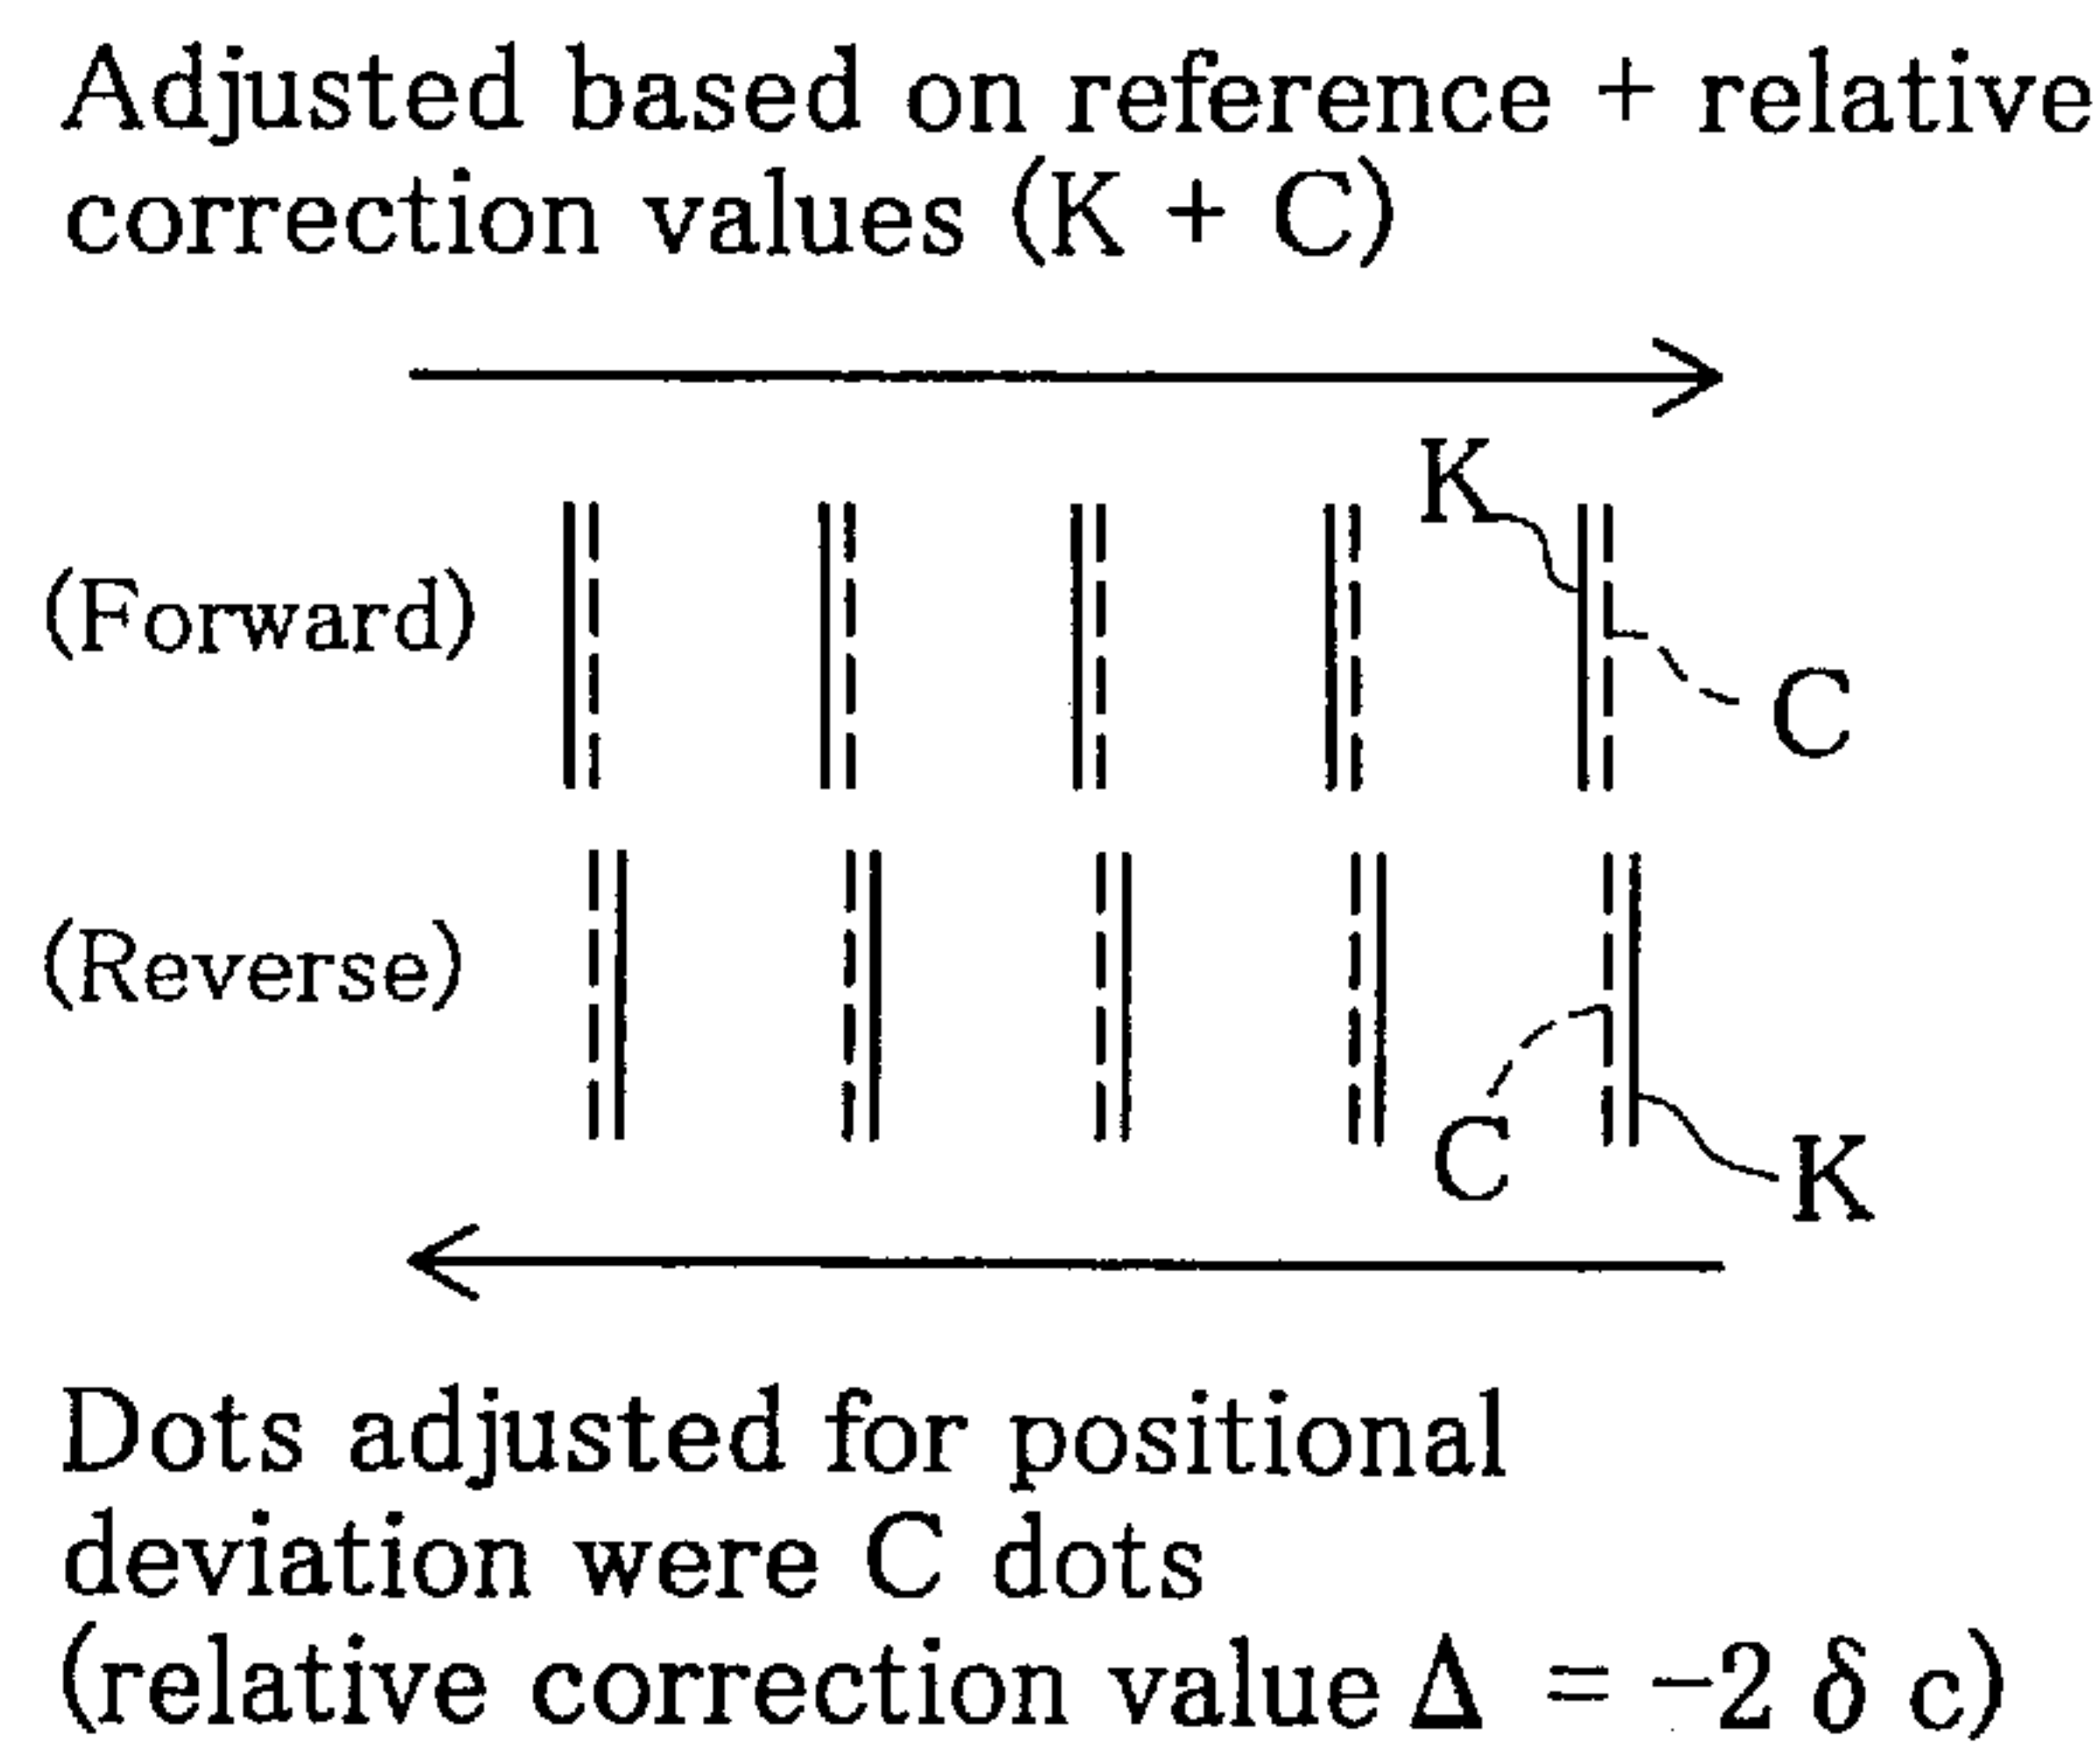 Adjusted based on reference + relative
correction values (K + C)
K
(Forward)
C
(Reverse)
C
K
Dots adjusted for positional
deviation were C dots
(relative correction value Δ = −2 δ c)